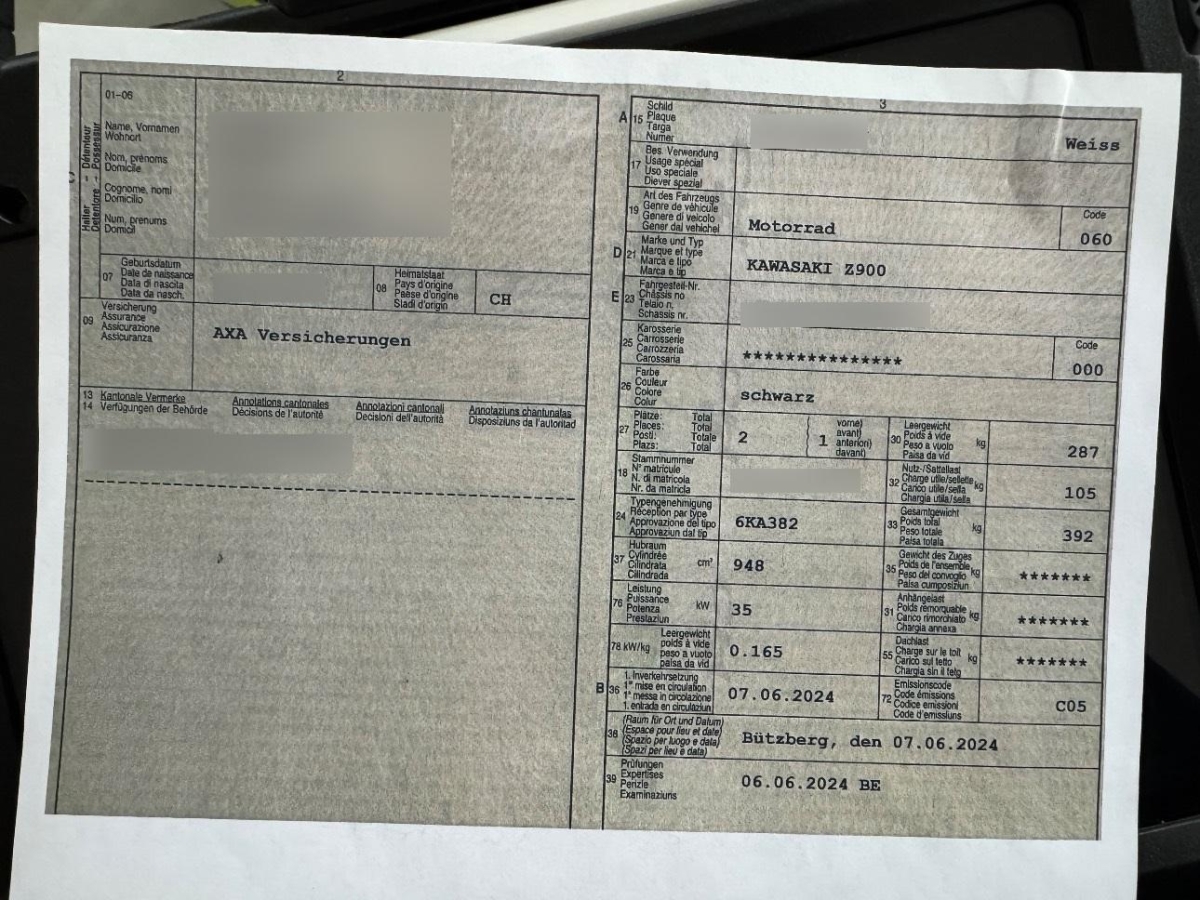 2
01-06
Halter - Détenteur
Detentore - Possessur
Name, Vornamen
Wohnort
Nom, prénoms
Domicile
Cognome, nomi
Domicilio
Num, prenums
Domicil
07
Geburtsdatum
Date de naissance
Data di nascita
Data da nasch.
08
Heimatstaat
Pays d'origine
Paese d'origine
Stadi d'origin
CH
09
Versicherung
Assurance
Assicurazione
Assicuranza
AXA Versicherungen
13 Kantonale Vermerke Annotations cantonales Annotazioni cantonali Annotaziuns chantunalas
14 Verfügungen der Behörde Décisions de l'autorité Decisioni dell'autorità Disposiziuns da l'autoritad
3
A 15
Schild
Plaque
Targa
Numer
Weiss
17
Bes. Verwendung
Usage spécial
Uso speciale
Diever spezial
19
Art des Fahrzeugs
Genre de véhicule
Genere di veicolo
Gener dal vehichel
Motorrad
Code
060
D 21
Marke und Typ
Marque et type
Marca e tipo
Marca e tip
KAWASAKI Z900
E 23
Fahrgestell-Nr.
Châssis no
Telaio n.
Schassis nr.
25
Karosserie
Carrosserie
Carrozzeria
Carossaria
***************
Code
000
26
Farbe
Couleur
Colore
Colur
schwarz
27
Plätze: Total
Places: Total
Posti: Totale
Plazs: Total
2
1
vorne)
avant)
anteriori)
davant)
30
Leergewicht
Poids à vide
Peso a vuoto
Paisa da vid
kg
287
18
Stammnummer
N° matricule
N. di matricola
Nr. da matricla
32
Nutz-/Sattellast
Charge utile/sellette
Carico utile/sella
Chargia utila/sella
kg
105
24
Typengenehmigung
Réception par type
Approvazione del tipo
Approvaziun dal tip
6KA382
33
Gesamtgewicht
Poids total
Peso totale
Paisa totala
kg
392
37
Hubraum
Cylindrée
Cilindrata
Cilindrada
cm³
948
35
Gewicht des Zuges
Poids de l'ensemble
Peso del convoglio
Paisa cumposiziun
kg
*******
76
Leistung
Puissance
Potenza
Prestaziun
kW
35
31
Anhängelast
Poids remorquable
Carico rimorchiato
Chargia annexa
kg
*******
78 kW/kg
Leergewicht
poids à vide
peso a vuoto
paisa da vid
0.165
55
Dachlast
Charge sur le toit
Carico sul tetto
Chargia sin il tetg
kg
*******
B 36
1. Inverkehrsetzung
1re mise en circulation
1a messa in circolazione
1. entrada en circulaziun
07.06.2024
72
Emissionscode
Code émissions
Codice emissioni
Code d'emissiuns
C05
38
(Raum für Ort und Datum)
(Espace pour lieu et date)
(Spazio per luogo e data)
(Spazi per lieu e data)
Bützberg, den 07.06.2024
39
Prüfungen
Expertises
Perizie
Examinaziuns
06.06.2024 BE